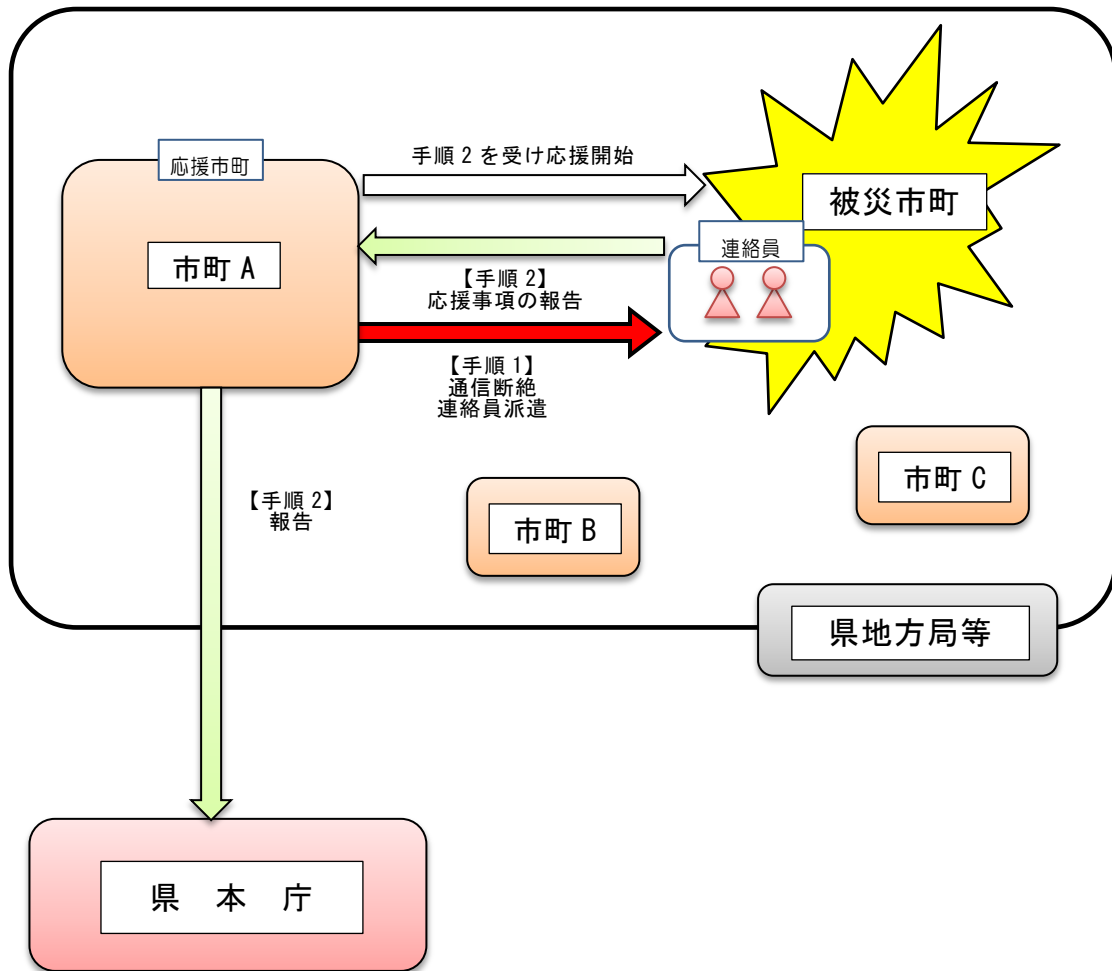 応援市町
市町 A
手順 2 を受け応援開始
被災市町
連絡員
【手順 2】
応援事項の報告
【手順 1】
通信断絶
連絡員派遣
【手順 2】
報告
市町 B
市町 C
県地方局等
県 本 庁